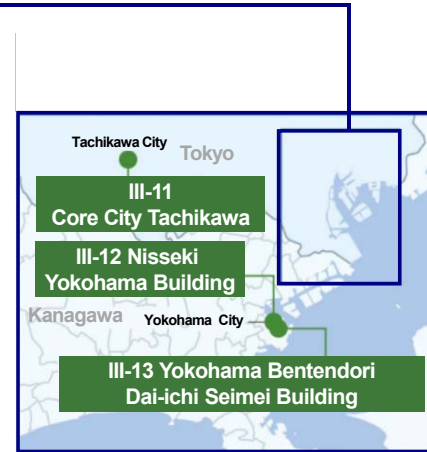 Tachikawa City
Tokyo
III-11
Core City Tachikawa
III-12 Nisseki
Yokohama Building
Kanagawa
Yokohama City
III-13 Yokohama Bentendori
Dai-ichi Seimei Building